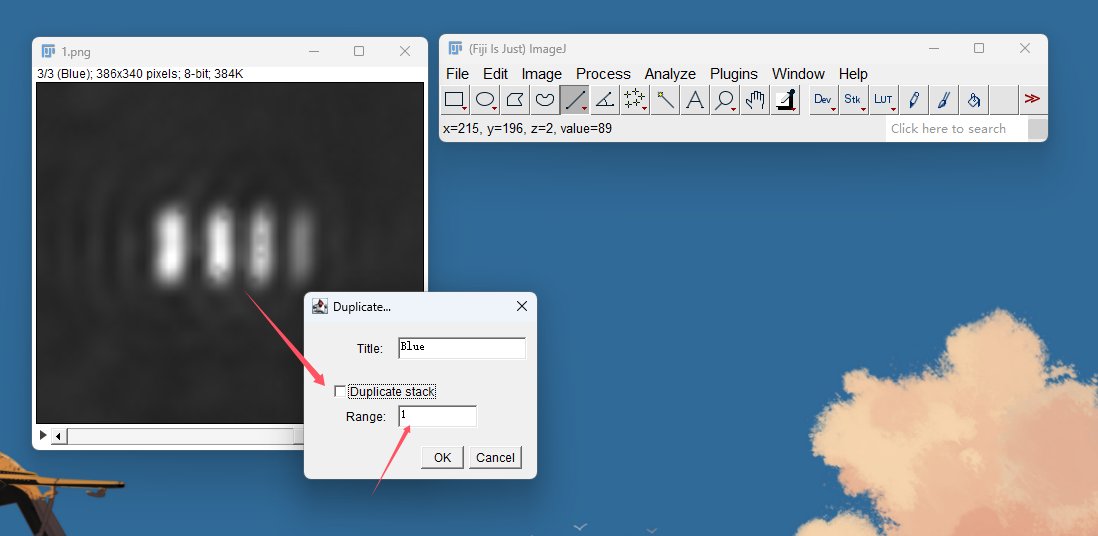 1.png
3/3 (Blue); 386x340 pixels; 8-bit; 384K
(Fiji Is Just) ImageJ
File Edit Image Process Analyze Plugins Window Help
Dev Stk LUT
x=215, y=196, z=2, value=89
Click here to search
Duplicate...
Title: Blue
Duplicate stack
Range: 1
OK Cancel